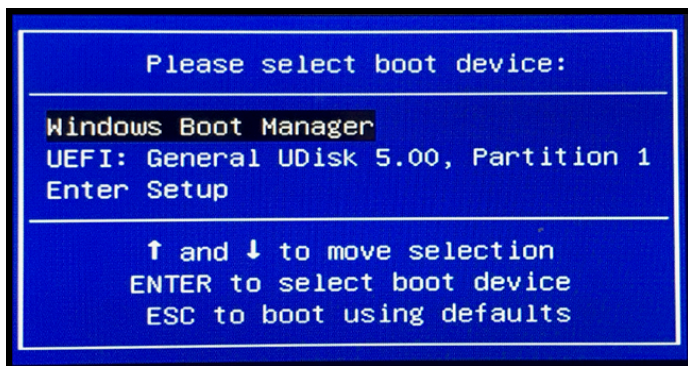 Please select boot device:
Windows Boot Manager
UEFI: General UDisk 5.00, Partition 1
Enter Setup
↑ and ↓ to move selection
ENTER to select boot device
ESC to boot using defaults